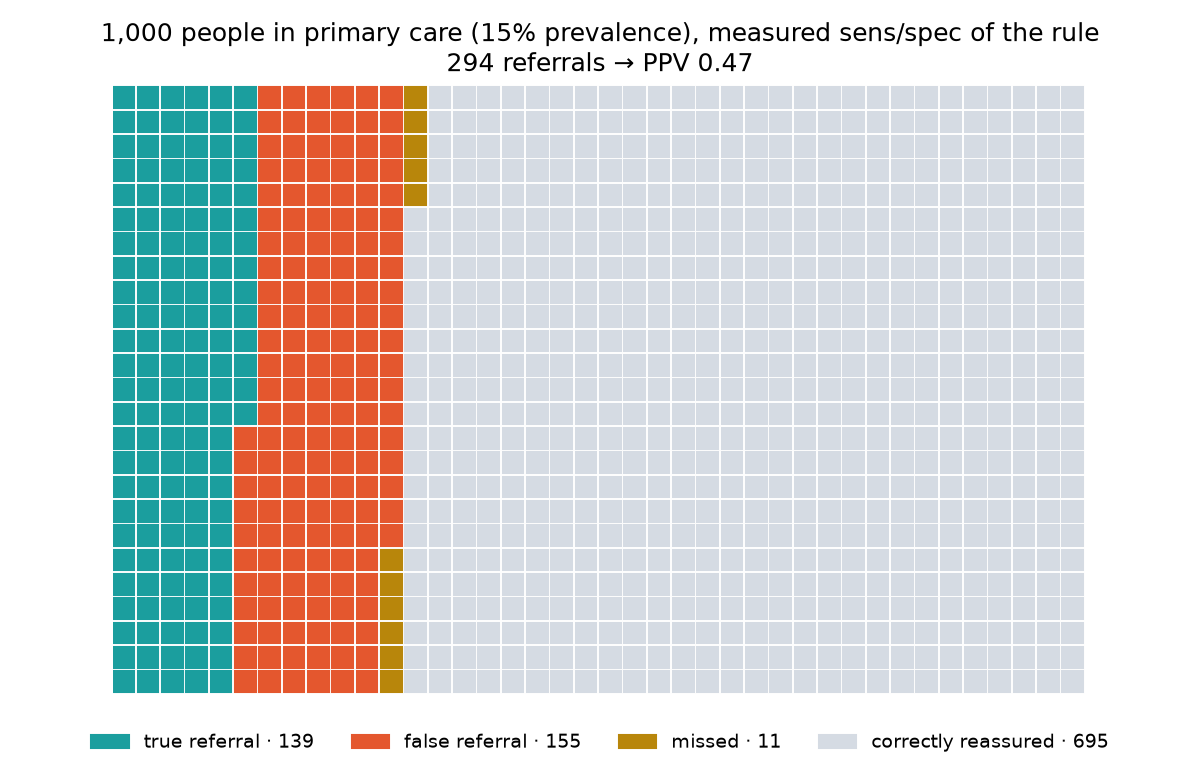 1,000 people in primary care (15% prevalence), measured sens/spec of the rule
294 referrals → PPV 0.47
true referral · 139
false referral · 155
missed · 11
correctly reassured · 695